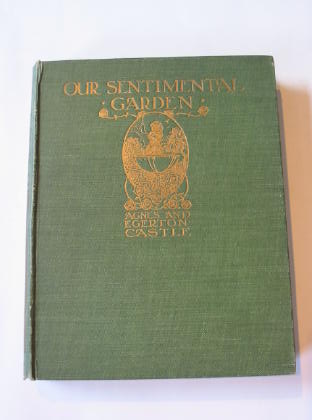 OUR SENTIMENTAL
GARDEN
AGNES AND
EGERTON
CASTLE